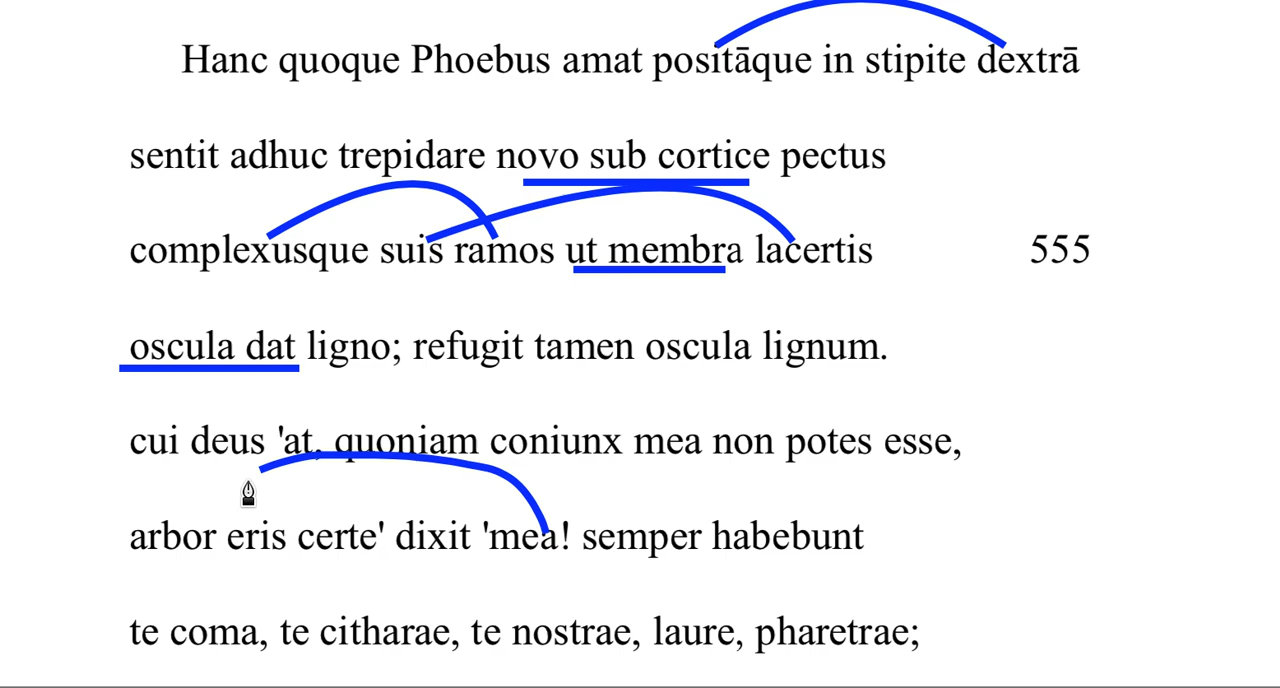 Hanc quoque Phoebus amat positāque in stipite dextrā
sentit adhuc trepidare novo sub cortice pectus
complexusque suis ramos ut membra lacertis 555
oscula dat ligno; refugit tamen oscula lignum.
cui deus 'at, quoniam coniunx mea non potes esse,
arbor eris certe' dixit 'mea! semper habebunt
te coma, te citharae, te nostrae, laure, pharetrae;